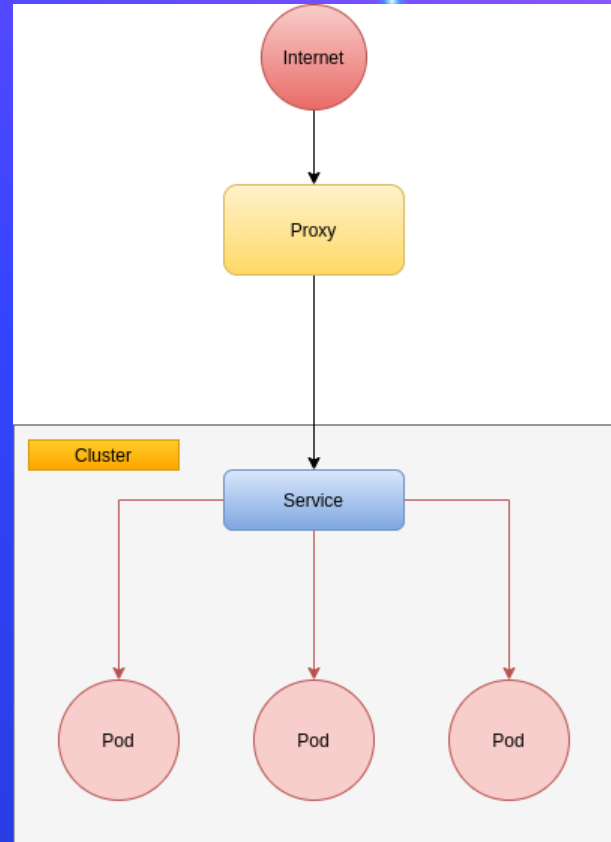 Internet
Proxy
Cluster
Service
Pod
Pod
Pod